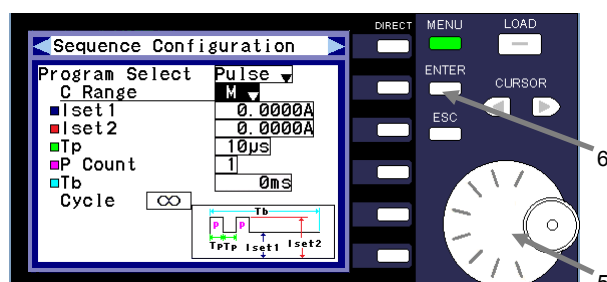 DIRECT MENU LOAD
Sequence Configuration
Program Select Pulse
C Range M
Iset1 0.0000A
Iset2 0.0000A
Tp 10µs
P Count 1
Tb 0ms
Cycle ∞
Tb
P P
TpTp Iset1 Iset2
ENTER
CURSOR
ESC
6
5